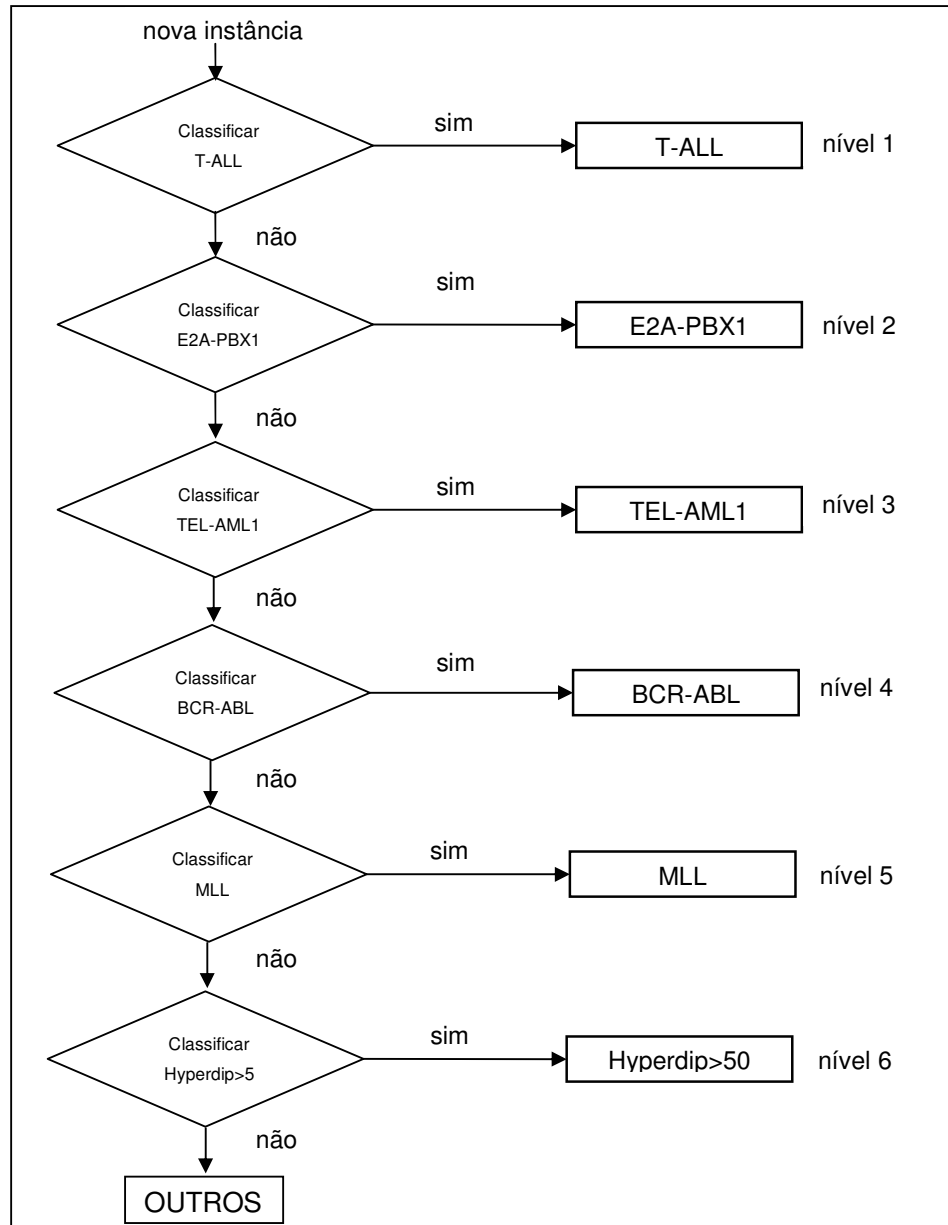 nova instância
Classificar
T-ALL
sim
T-ALL
nível 1
não
Classificar
E2A-PBX1
sim
E2A-PBX1
nível 2
não
Classificar
TEL-AML1
sim
TEL-AML1
nível 3
não
Classificar
BCR-ABL
sim
BCR-ABL
nível 4
não
Classificar
MLL
sim
MLL
nível 5
não
Classificar
Hyperdip>5
sim
Hyperdip>50
nível 6
não
OUTROS